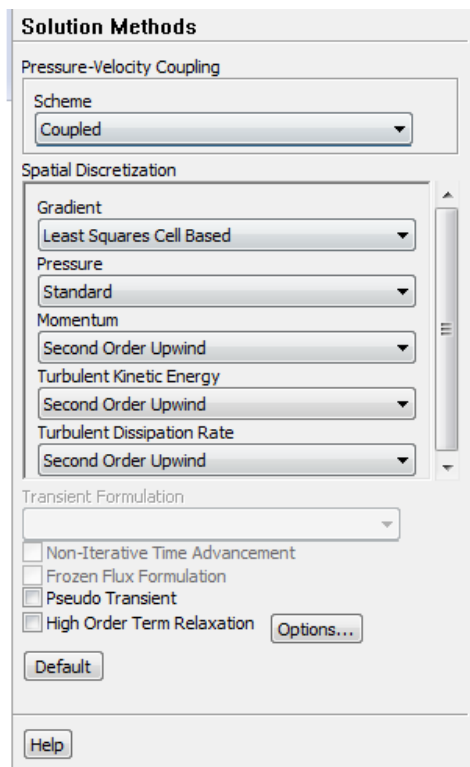 Solution Methods
Pressure-Velocity Coupling
Scheme
Coupled
Spatial Discretization
Gradient
Least Squares Cell Based
Pressure
Standard
Momentum
Second Order Upwind
Turbulent Kinetic Energy
Second Order Upwind
Turbulent Dissipation Rate
Second Order Upwind
Transient Formulation
Non-Iterative Time Advancement
Frozen Flux Formulation
Pseudo Transient
High Order Term Relaxation Options...
Default
Help